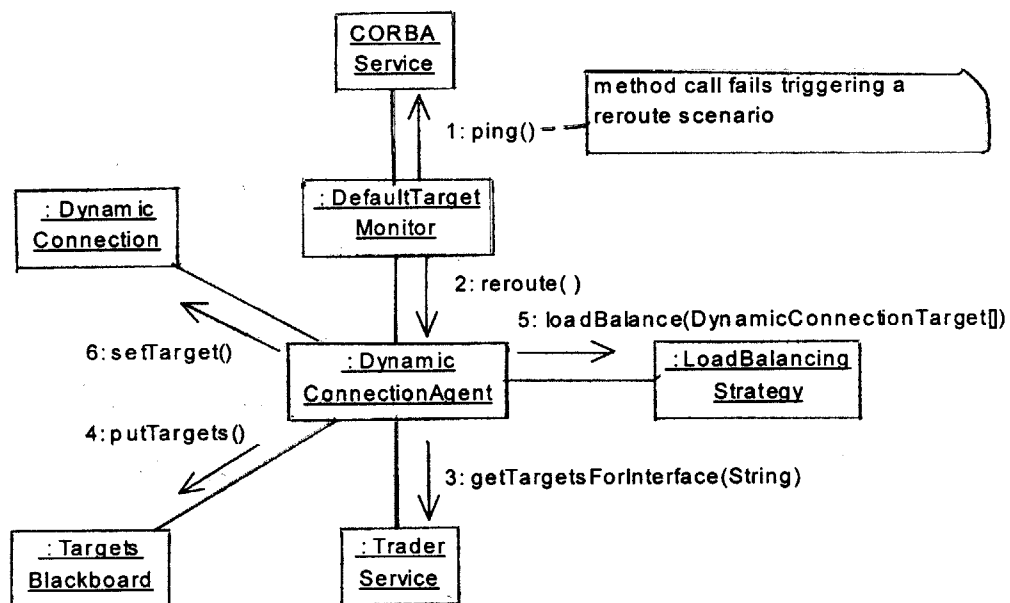 CORBA
Service
method call fails triggering a
reroute scenario
1: ping()
: Dynamic
Connection
: DefaultTarget
Monitor
2: reroute( )
5: loadBalance(DynamicConnectionTarget[])
6: setTarget()
: Dynamic
ConnectionAgent
: LoadBalancing
Strategy
4: putTargets()
3: getTargetsForInterface(String)
: Targets
Blackboard
: Trader
Service